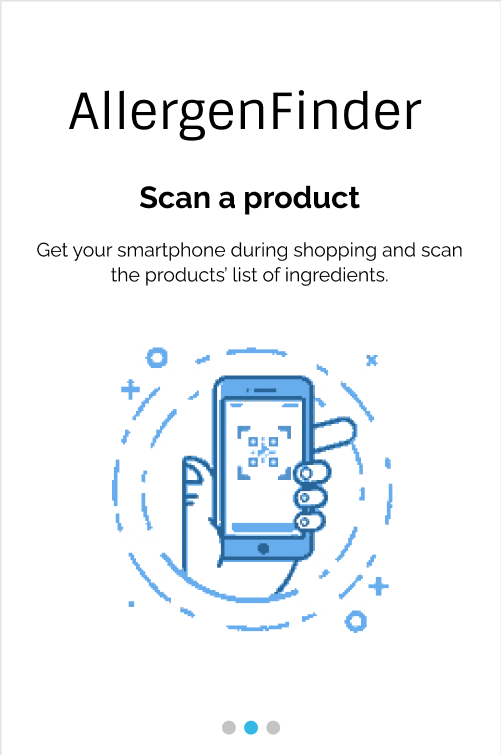 AllergenFinder
Scan a product
Get your smartphone during shopping and scan
the products’ list of ingredients.